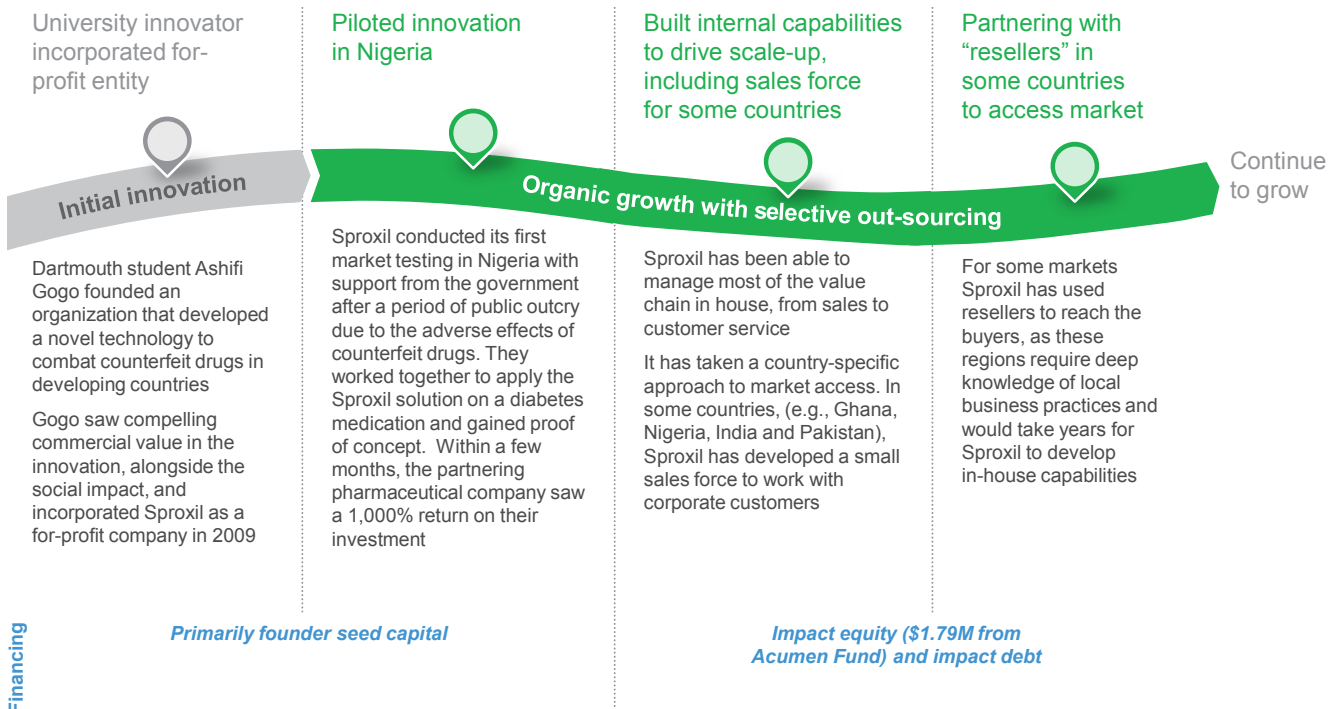 University innovator
incorporated for-
profit entity
Piloted innovation
in Nigeria
Built internal capabilities
to drive scale-up,
including sales force
for some countries
Partnering with
“resellers” in
some countries
to access market
Initial innovation
Organic growth with selective out-sourcing
Continue
to grow
Dartmouth student Ashifi
Gogo founded an
organization that developed
a novel technology to
combat counterfeit drugs in
developing countries
Gogo saw compelling
commercial value in the
innovation, alongside the
social impact, and
incorporated Sproxil as a
for-profit company in 2009
Sproxil conducted its first
market testing in Nigeria with
support from the government
after a period of public outcry
due to the adverse effects of
counterfeit drugs. They
worked together to apply the
Sproxil solution on a diabetes
medication and gained proof
of concept.  Within a few
months, the partnering
pharmaceutical company saw
a 1,000% return on their
investment
Sproxil has been able to
manage most of the value
chain in house, from sales to
customer service
It has taken a country-specific
approach to market access. In
some countries, (e.g., Ghana,
Nigeria, India and Pakistan),
Sproxil has developed a small
sales force to work with
corporate customers
For some markets
Sproxil has used
resellers to reach the
buyers, as these
regions require deep
knowledge of local
business practices and
would take years for
Sproxil to develop
in-house capabilities
Financing
Primarily founder seed capital
Impact equity ($1.79M from
Acumen Fund) and impact debt